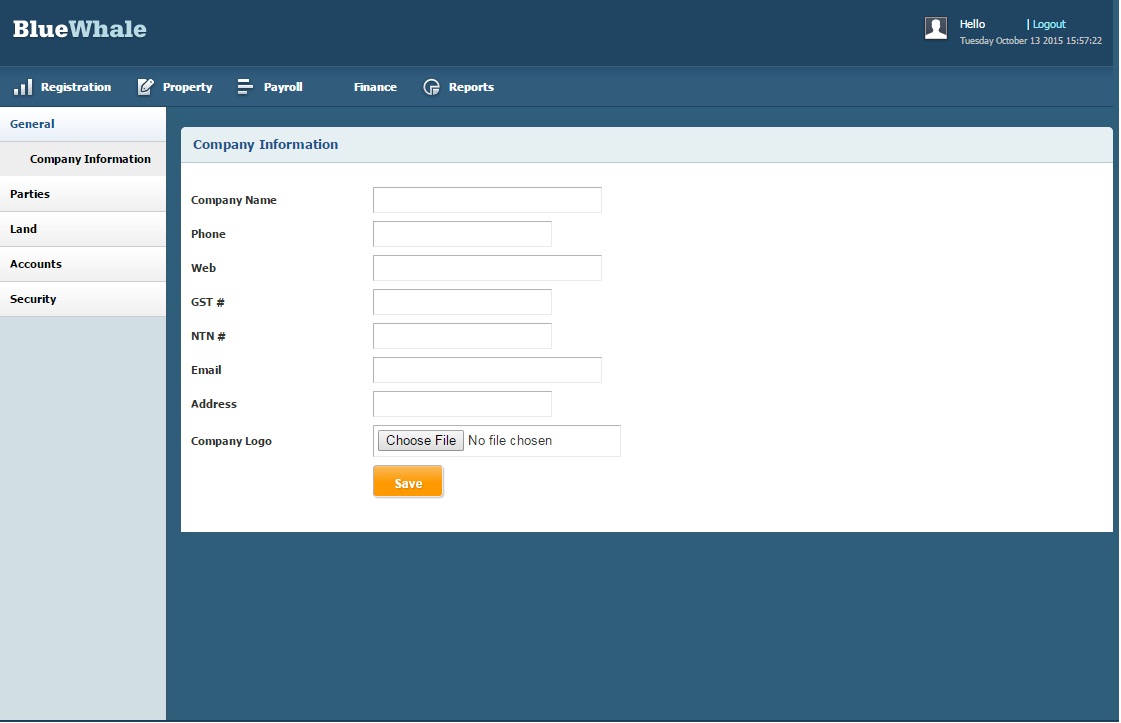 BlueWhale
Hello | Logout
Tuesday October 13 2015 15:57:22
Registration Property Payroll Finance Reports
General
Company Information
Parties
Land
Accounts
Security
Company Information
Company Name
Phone
Web
GST #
NTN #
Email
Address
Company Logo Choose File No file chosen
Save